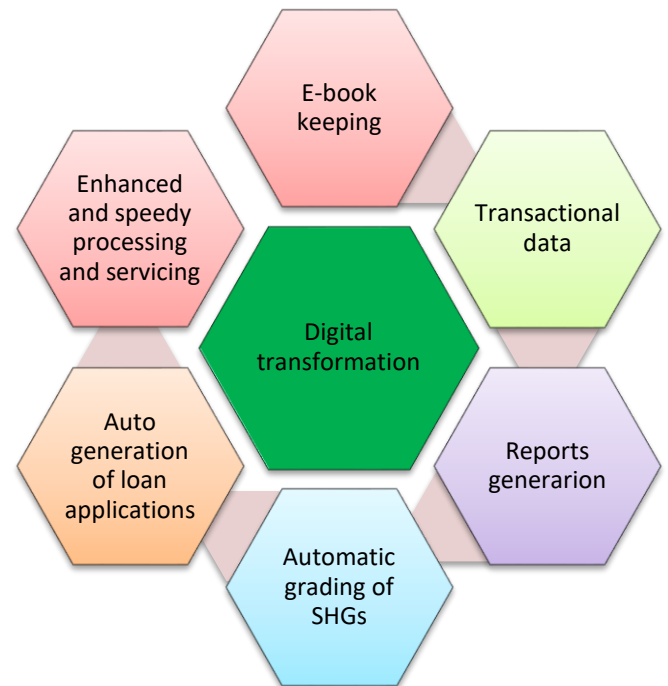 E-book
keeping
Transactional
data
Reports
generarion
Automatic
grading of
SHGs
Auto
generation
of loan
applications
Enhanced
and speedy
processing
and servicing
Digital
transformation